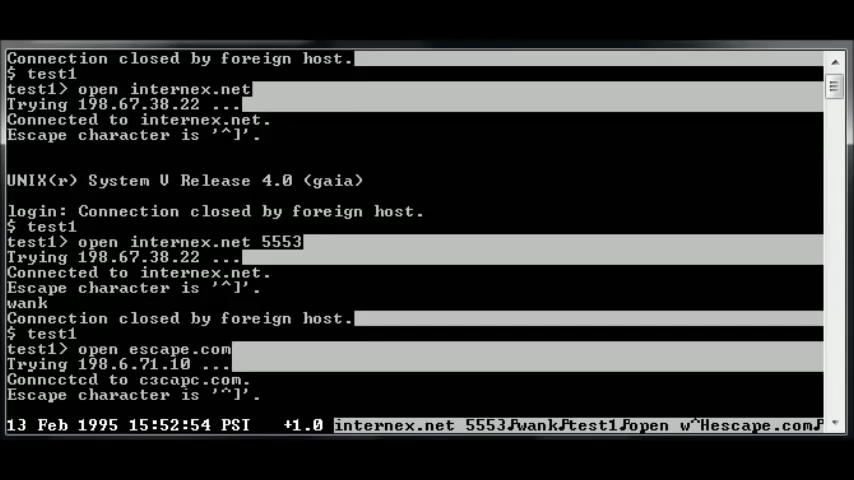 Connection closed by foreign host.
$ test1
test1> open internex.net
Trying 198.67.38.22 ...
Connected to internex.net.
Escape character is '^]'.
UNIX(r) System V Release 4.0 (gaia)
login: Connection closed by foreign host.
$ test1
test1> open internex.net 5553
Trying 198.67.38.22 ...
Connected to internex.net.
Escape character is '^]'.
wank
Connection closed by foreign host.
$ test1
test1> open escape.com
Trying 198.6.71.10 ...
Connected to escape.com.
Escape character is '^]'.
13 Feb 1995 15:52:54 PSI +1.0 internex.net 5553♪wank♪test1♪open w^Hescape.com♪